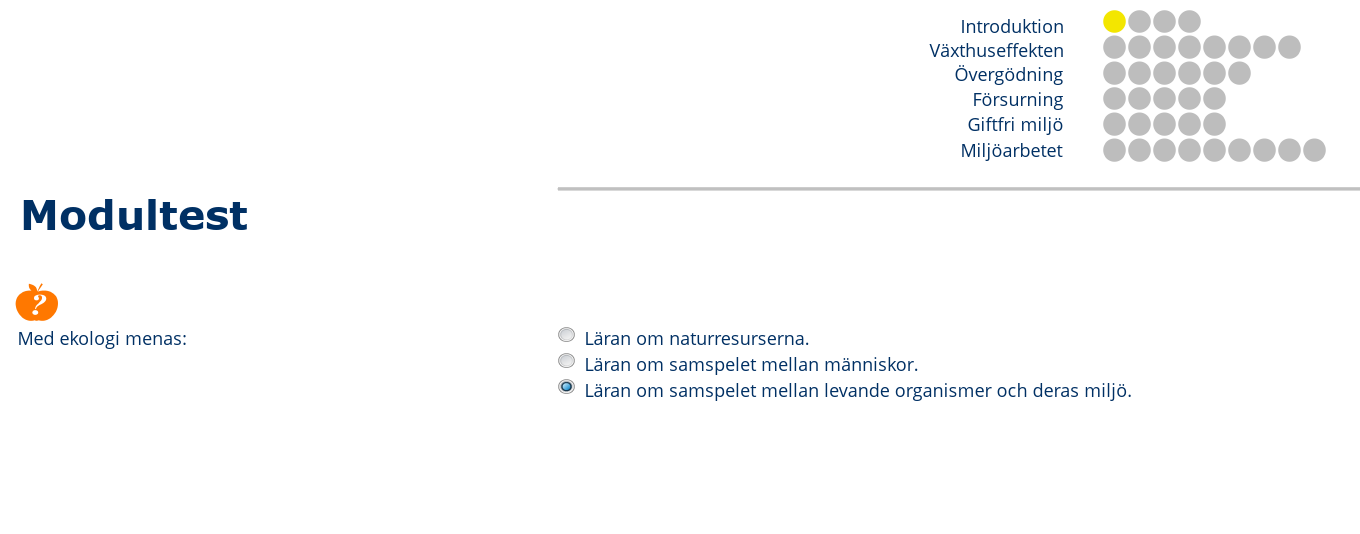 Introduktion
Växthuseffekten
Övergödning
Försurning
Giftfri miljö
Miljöarbetet
Modultest
?
Med ekologi menas:
Läran om naturresurserna.
Läran om samspelet mellan människor.
Läran om samspelet mellan levande organismer och deras miljö.